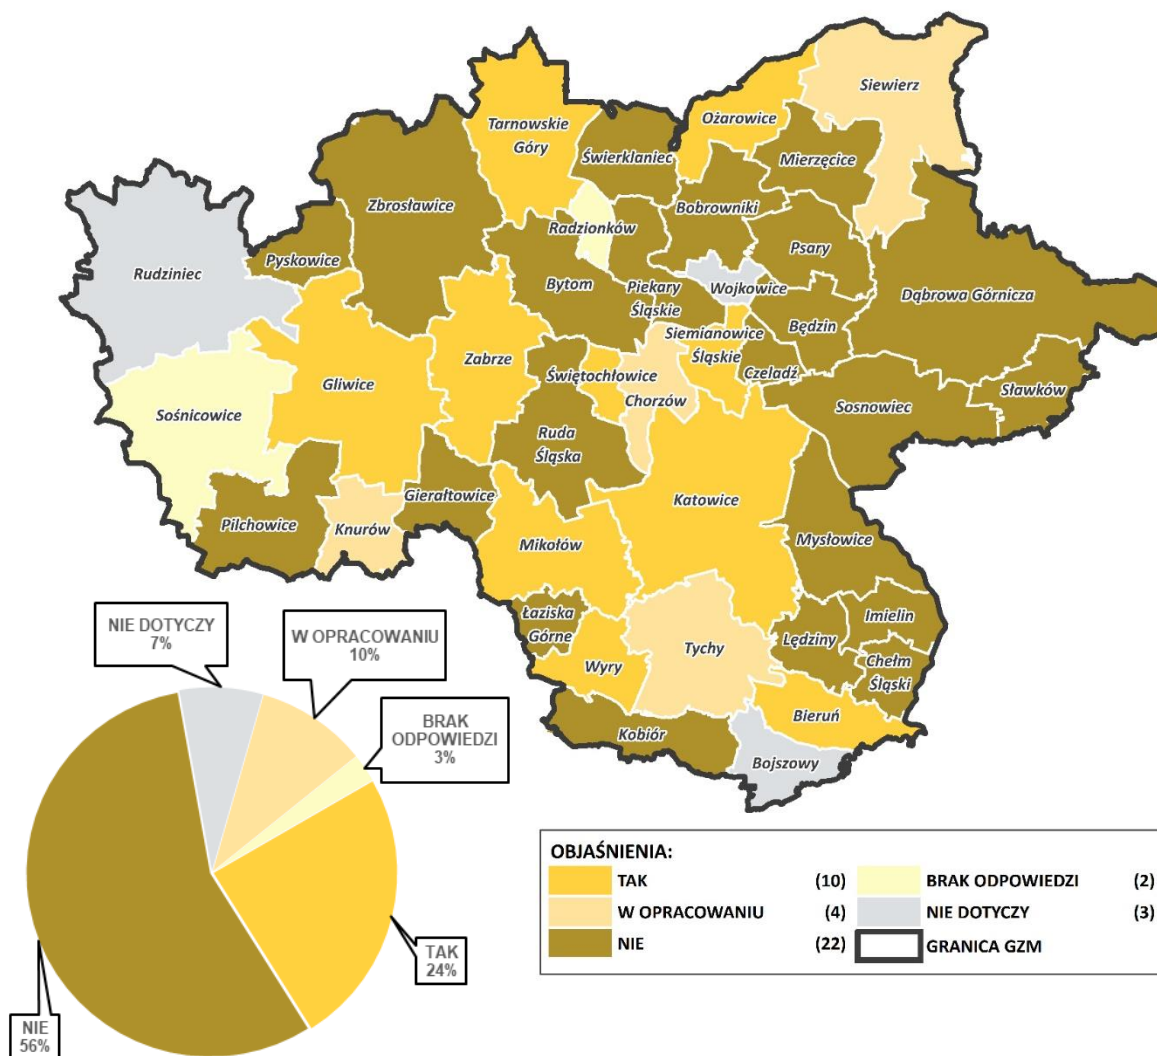 Siewierz
Tarnowskie
Góry
Ożarowice
Świerklaniec
Mierzęcice
Zbrosławice
Bobrowniki
Radzionków
Psary
Pyskowice
Rudziniec
Bytom
Piekary
Śląskie
Wojkowice
Dąbrowa Górnicza
Będzin
Siemianowice
Śląskie
Zabrze
Czeladź
Gliwice
Świętochłowice
Chorzów
Sławków
Sośnicowice
Sosnowiec
Ruda
Śląska
Gierałtowice
Katowice
Pilchowice
Knurów
Mikołów
Mysłowice
Łaziska
Górne
Imielin
Lędziny
Tychy
Chełm
Śląski
Wyry
Bieruń
Kobiór
Bojszowy
NIE DOTYCZY
7%
W OPRACOWANIU
10%
BRAK
ODPOWIEDZI
3%
TAK
24%
NIE
56%
OBJAŚNIENIA:
TAK (10)
W OPRACOWANIU (4)
NIE (22)
BRAK ODPOWIEDZI (2)
NIE DOTYCZY (3)
GRANICA GZM